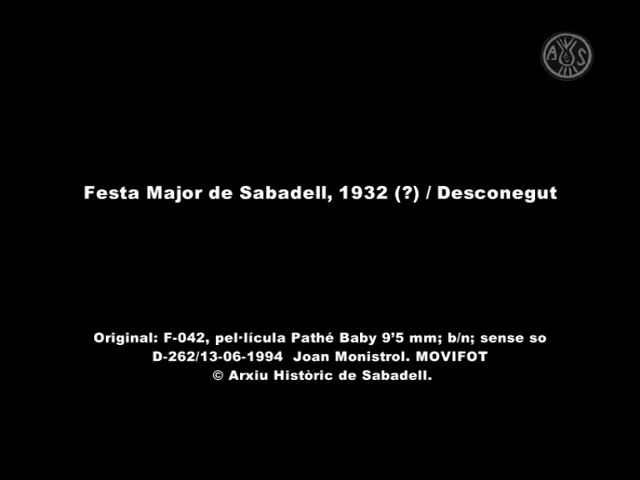 AHS
Festa Major de Sabadell, 1932 (?) / Desconegut
Original: F-042, pel·lícula Pathé Baby 9’5 mm; b/n; sense so
D-262/13-06-1994  Joan Monistrol. MOVIFOT
© Arxiu Històric de Sabadell.